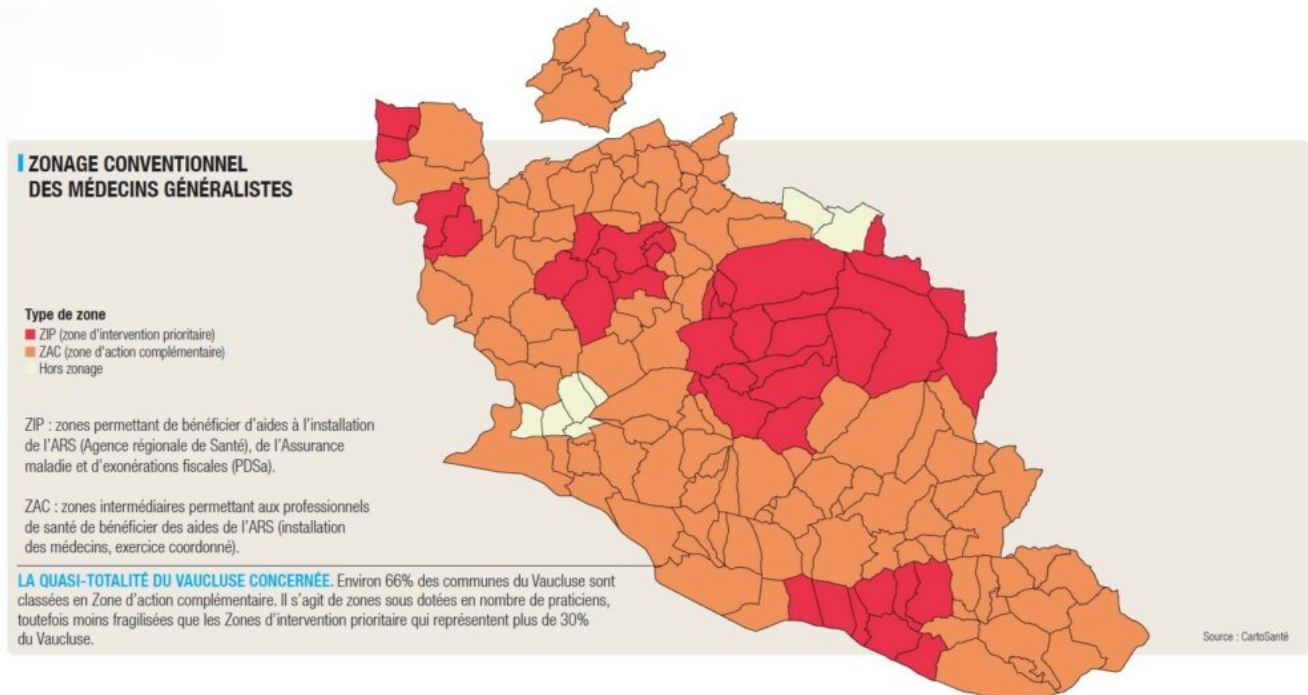 ZONAGE CONVENTIONNEL
DES MÉDECINS GÉNÉRALISTES
Type de zone
ZIP (zone d'intervention prioritaire)
ZAC (zone d'action complémentaire)
Hors zonage
ZIP : zones permettant de bénéficier d'aides à l'installation
de l'ARS (Agence régionale de Santé), de l'Assurance
maladie et d'exonérations fiscales (PDSa).
ZAC : zones intermédiaires permettant aux professionnels
de santé de bénéficier des aides de l'ARS (installation
des médecins, exercice coordonné).
LA QUASI-TOTALITÉ DU VAUCLUSE CONCERNÉE. Environ 66% des communes du Vaucluse sont
classées en Zone d'action complémentaire. Il s'agit de zones sous dotées en nombre de praticiens,
toutefois moins fragilisées que les Zones d'intervention prioritaire qui représentent plus de 30%
du Vaucluse.
Source : CartoSanté